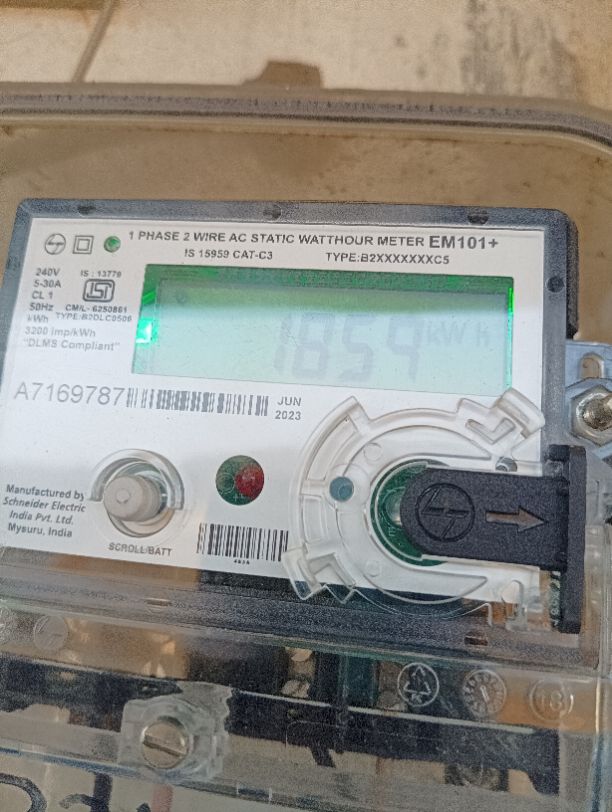 1 PHASE 2 WIRE AC STATIC WATTHOUR METER EM101+
IS 15959 CAT-C3 TYPE:B2XXXXXXXC5
240V IS : 13779
5-30A
CL 1 ISI
50Hz CM/L- 6250861
kWh TYPE:B2DLC0506
3200 imp/kWh
"DLMS Compliant"
1859 kWh
A7169787
JUN
2023
Manufactured by
Schneider Electric
India Pvt. Ltd.
Mysuru, India
SCROLL/BATT